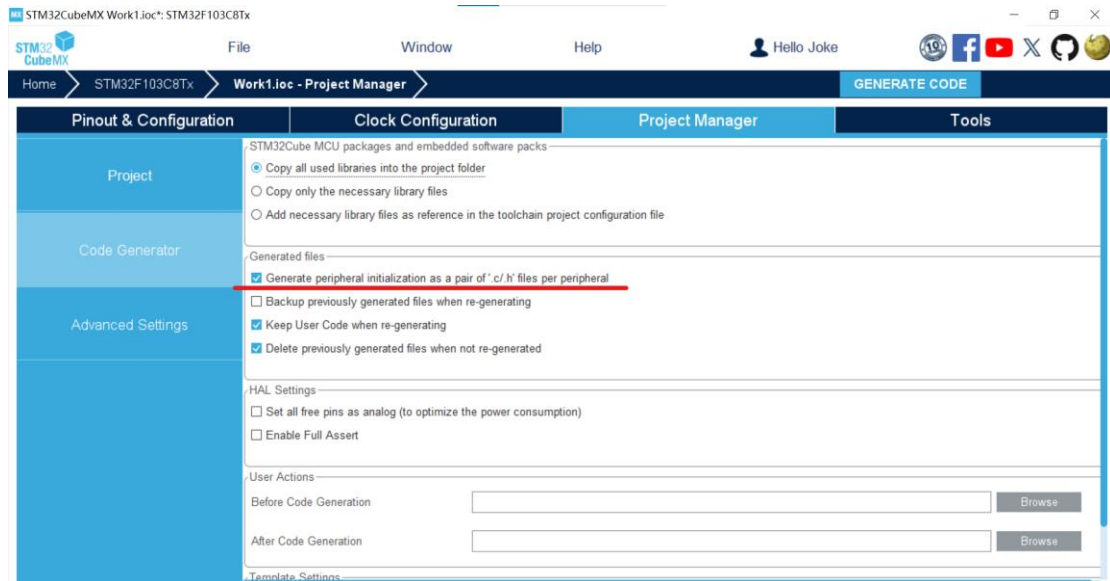 MX STM32CubeMX Work1.ioc*: STM32F103C8Tx
STM32 CubeMX File Window Help Hello Joke 19
Home STM32F103C8Tx Work1.ioc - Project Manager GENERATE CODE
Pinout & Configuration Clock Configuration Project Manager Tools
STM32Cube MCU packages and embedded software packs
Project
Copy all used libraries into the project folder
Copy only the necessary library files
Add necessary library files as reference in the toolchain project configuration file
Code Generator
Generated files
Generate peripheral initialization as a pair of '.c/.h' files per peripheral
Backup previously generated files when re-generating
Advanced Settings
Keep User Code when re-generating
Delete previously generated files when not re-generated
HAL Settings
Set all free pins as analog (to optimize the power consumption)
Enable Full Assert
User Actions
Before Code Generation Browse
After Code Generation Browse
Template Settings